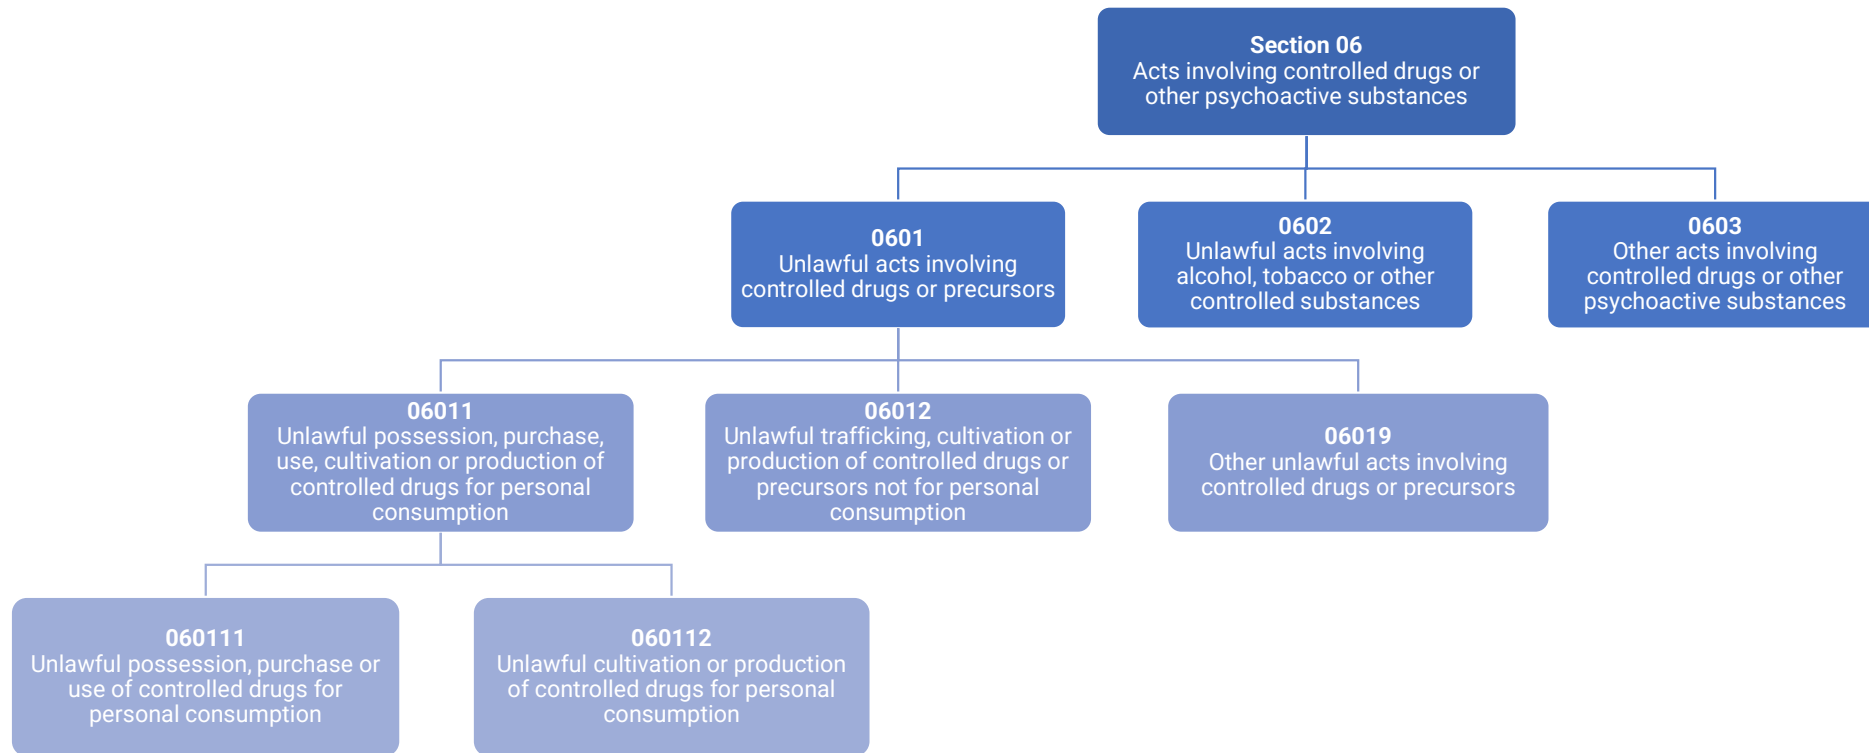 Section 06
Acts involving controlled drugs or
other psychoactive substances
0601
Unlawful acts involving
controlled drugs or precursors
0602
Unlawful acts involving
alcohol, tobacco or other
controlled substances
0603
Other acts involving
controlled drugs or other
psychoactive substances
06011
Unlawful possession, purchase,
use, cultivation or production of
controlled drugs for personal
consumption
06012
Unlawful trafficking, cultivation or
production of controlled drugs or
precursors not for personal
consumption
06019
Other unlawful acts involving
controlled drugs or precursors
060111
Unlawful possession, purchase or
use of controlled drugs for
personal consumption
060112
Unlawful cultivation or production
of controlled drugs for personal
consumption